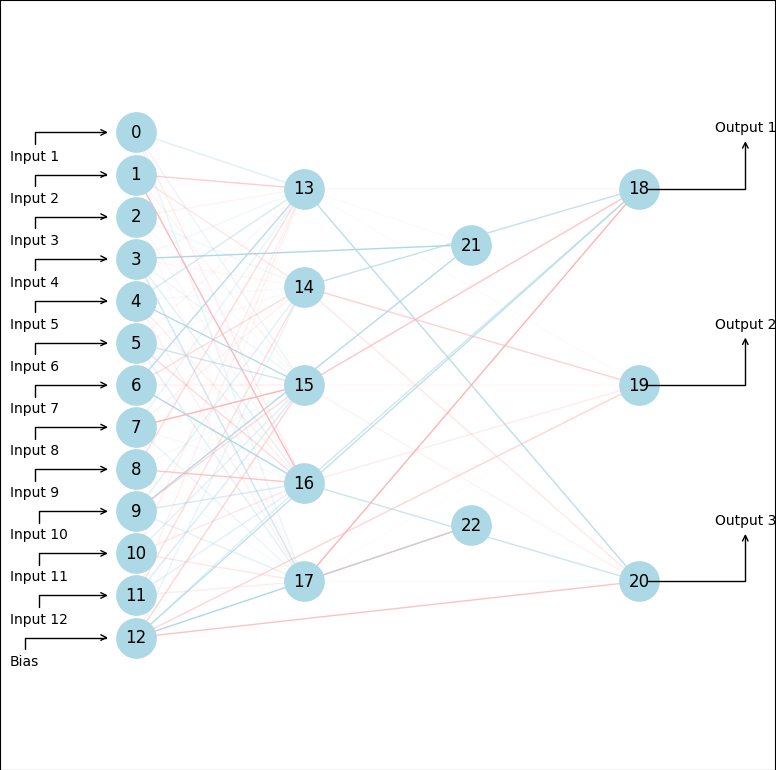 0
Input 1
1
Input 2
2
Input 3
3
Input 4
4
Input 5
5
Input 6
6
Input 7
7
Input 8
8
Input 9
9
Input 10
10
Input 11
11
Input 12
12
Bias
13
14
15
16
17
21
22
18
19
20
Output 1
Output 2
Output 3